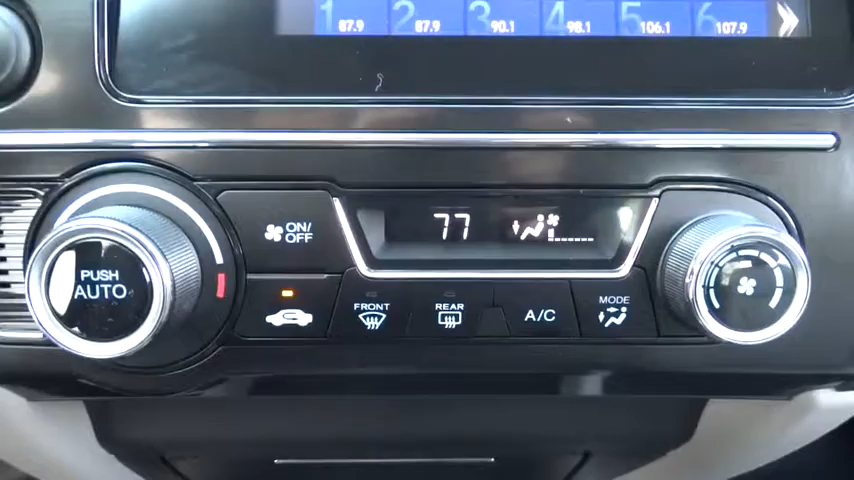 1 2 3 4 5 6
87.9 87.9 90.1 98.1 106.1 107.9
ON/
OFF
77
PUSH
AUTO
FRONT REAR
A/C
MODE